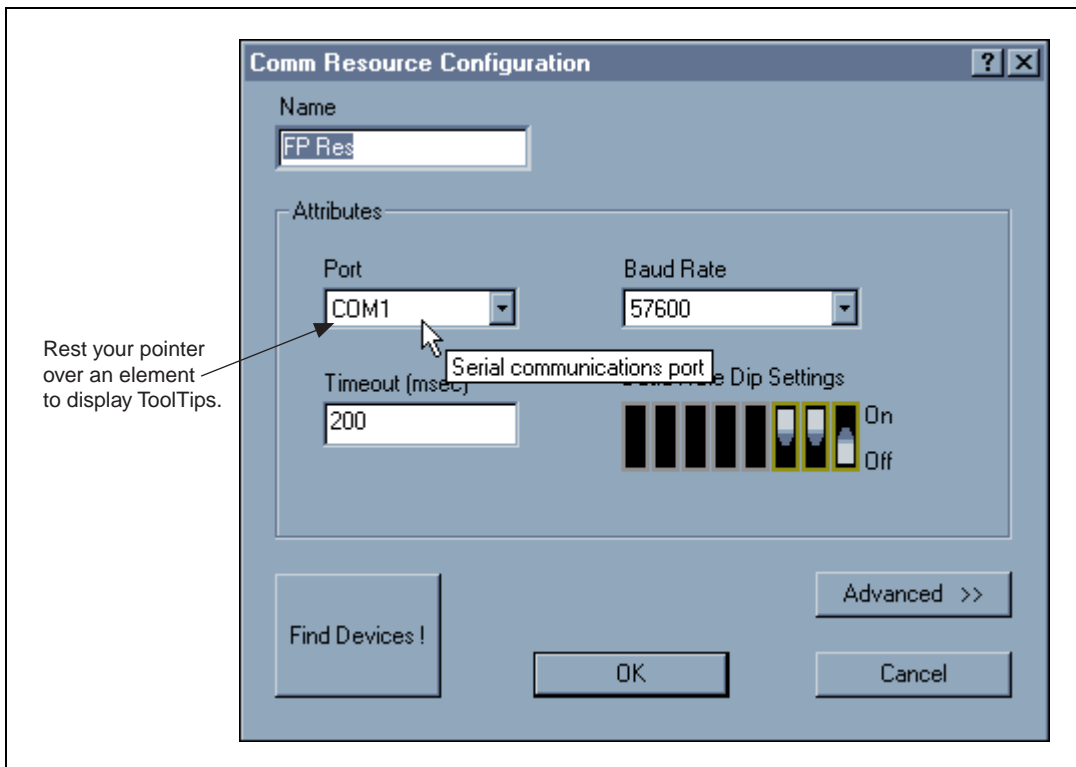 Comm Resource Configuration
Name
FP Res
Attributes
Port
Baud Rate
COM1
57600
Rest your pointer
over an element
to display ToolTips.
Serial communications port
Timeout (msec)
Dip Settings
200
On
Off
Find Devices !
Advanced >>
OK
Cancel